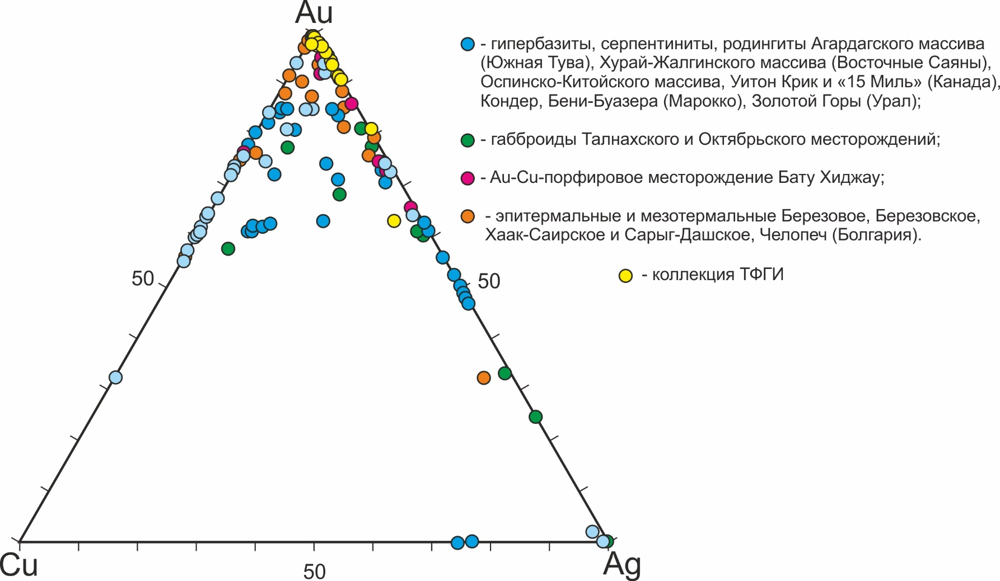 Au
- гипербазиты, серпентиниты, родингиты Агардагского массива
(Южная Тува), Хурай-Жалгинского массива (Восточные Саяны),
Оспинско-Китойского массива, Уитон Крик и «15 Миль» (Канада),
Кондер, Бени-Буазера (Марокко), Золотой Горы (Урал);
- габброиды Талнахского и Октябрьского месторождений;
- Au-Cu-порфировое месторождение Бату Хиджау;
- эпитермальные и мезотермальные Березовое, Березовское,
Хаак-Саирское и Сарыг-Дашское, Челопеч (Болгария).
- коллекция ТФГИ
50
50
Cu
50
Ag